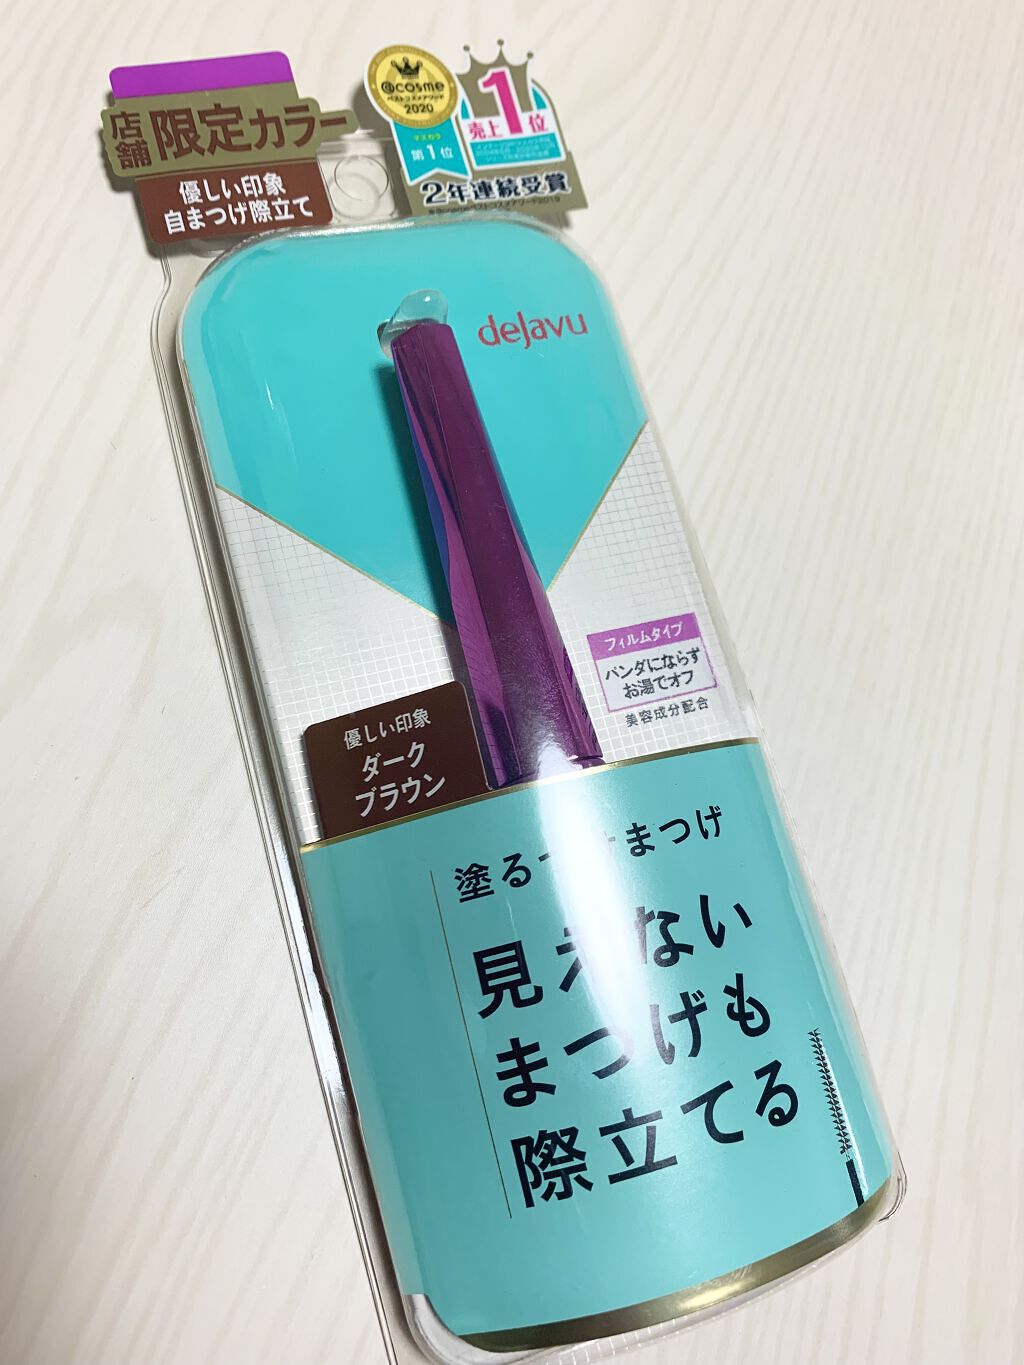 店舗限定カラー
優しい印象
自まつげ際立て
@cosme
ベストコスメアワード
2020
マスカラ
第1位
売上1位
2年連続受賞
dejavu
フィルムタイプ
パンダにならず
お湯でオフ
美容成分配合
優しい印象
ダーク
ブラウン
塗るつけまつげ
見えない
まつげも
際立てる